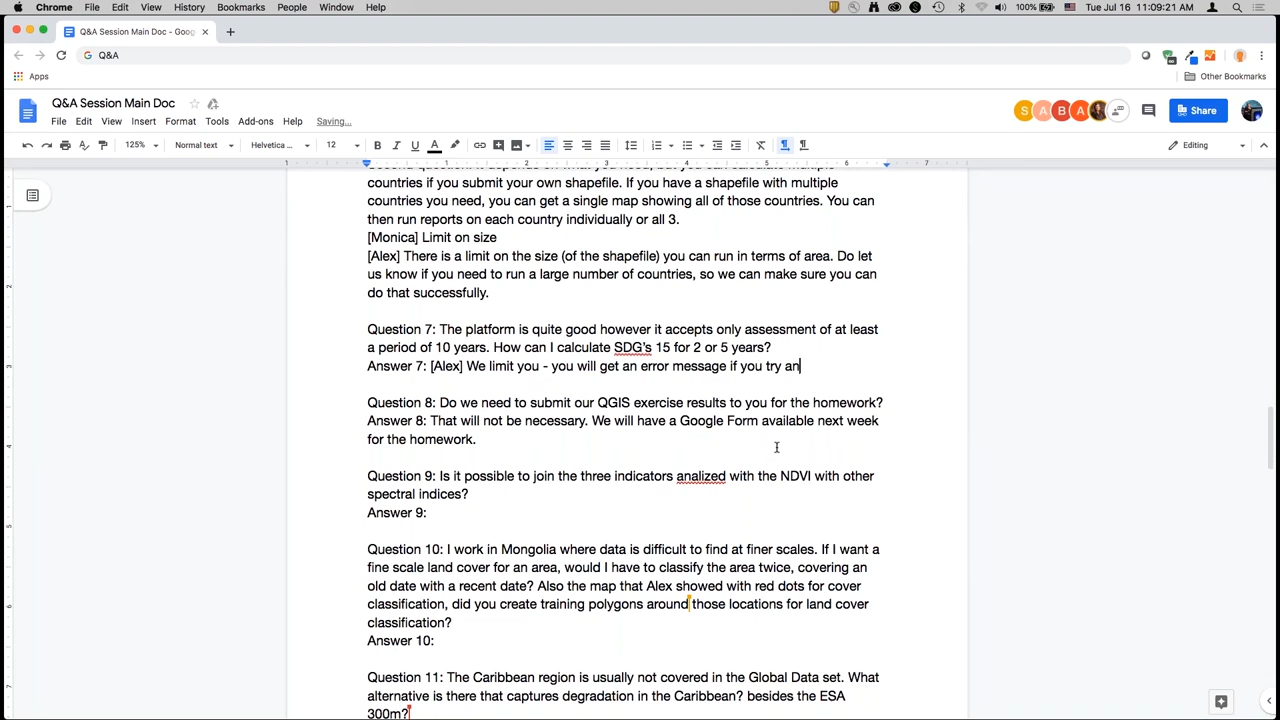 Chrome File Edit View History Bookmarks People Window Help 100% Tue Jul 16 11:09:21 AM
Q&A Session Main Doc - Goog
Q&A
Apps Other Bookmarks
Q&A Session Main Doc
S A B A Share
File Edit View Insert Format Tools Add-ons Help Saving...
125% Normal text Helvetica ... 12 B I U A Editing
1 1 2 3 4 5 6 7
countries if you submit your own shapefile. If you have a shapefile with multiple
countries you need, you can get a single map showing all of those countries. You can
then run reports on each country individually or all 3.
[Monica] Limit on size
[Alex] There is a limit on the size (of the shapefile) you can run in terms of area. Do let
us know if you need to run a large number of countries, so we can make sure you can
do that successfully.
Question 7: The platform is quite good however it accepts only assessment of at least
a period of 10 years. How can I calculate SDG's 15 for 2 or 5 years?
Answer 7: [Alex] We limit you - you will get an error message if you try an
Question 8: Do we need to submit our QGIS exercise results to you for the homework?
Answer 8: That will not be necessary. We will have a Google Form available next week
for the homework.
Question 9: Is it possible to join the three indicators analized with the NDVI with other
spectral indices?
Answer 9:
Question 10: I work in Mongolia where data is difficult to find at finer scales. If I want a
fine scale land cover for an area, would I have to classify the area twice, covering an
old date with a recent date? Also the map that Alex showed with red dots for cover
classification, did you create training polygons around those locations for land cover
classification?
Answer 10:
Question 11: The Caribbean region is usually not covered in the Global Data set. What
alternative is there that captures degradation in the Caribbean? besides the ESA
300m?